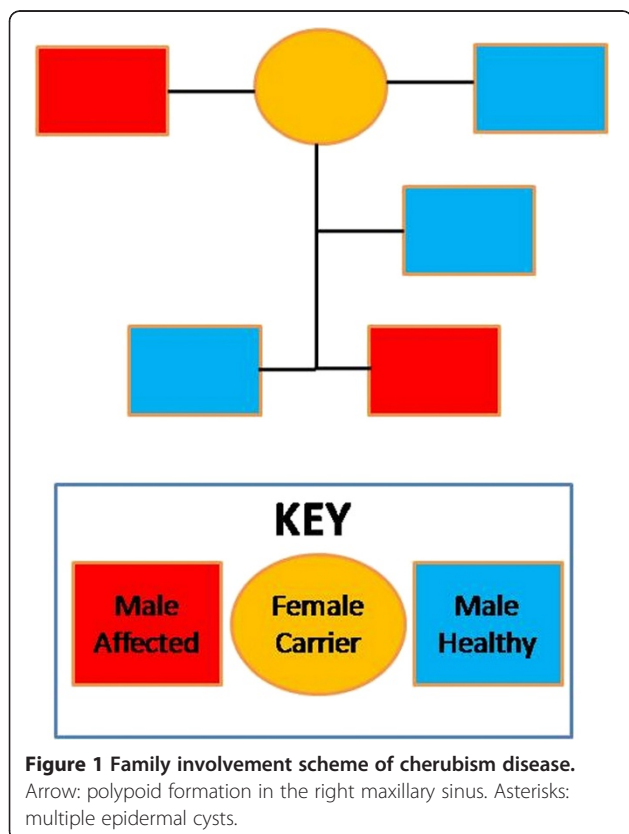 KEY
Male Affected
Female Carrier
Male Healthy
Figure 1 Family involvement scheme of cherubism disease.
Arrow: polypoid formation in the right maxillary sinus. Asterisks:
multiple epidermal cysts.